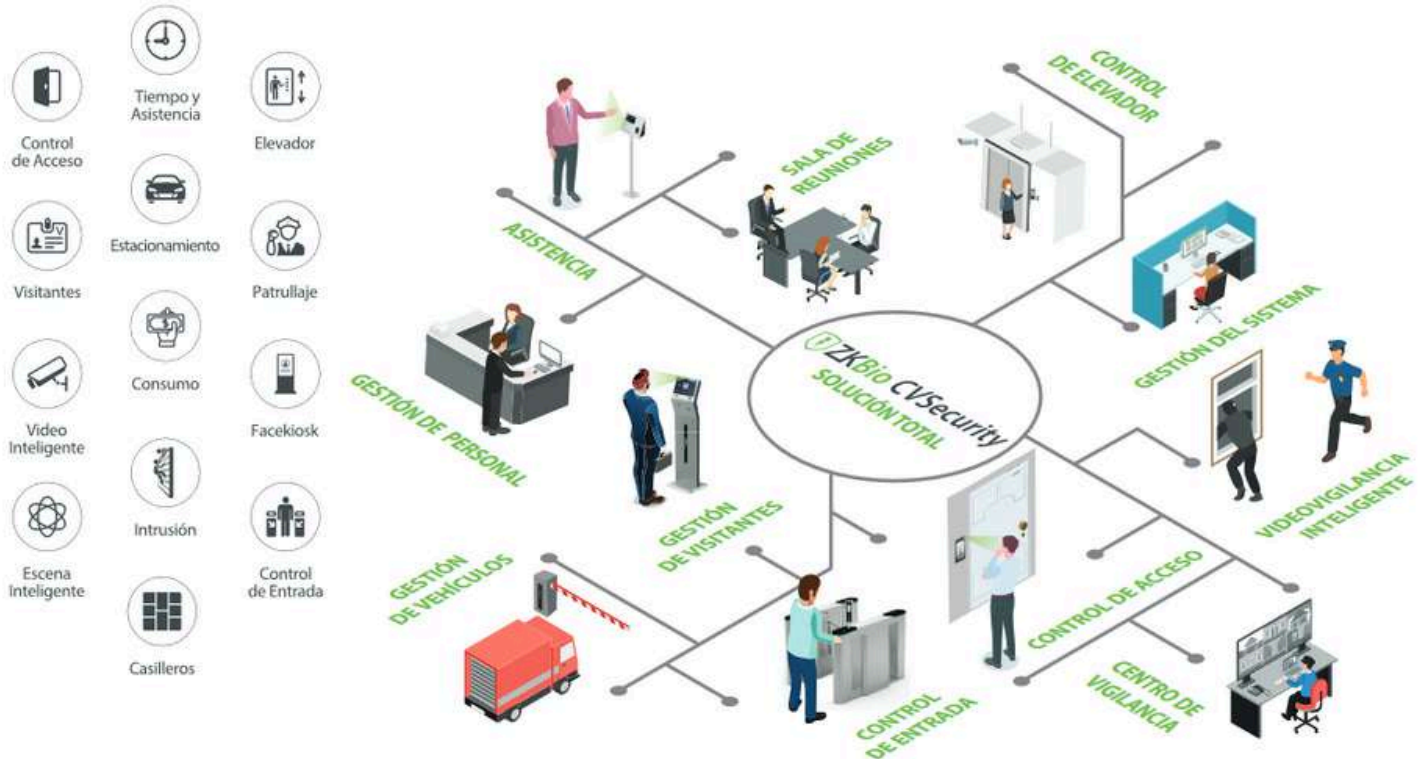 Control
de Acceso
Tiempo y
Asistencia
Elevador
Visitantes
Estacionamiento
Patrullaje
Video
Inteligente
Consumo
Facekiosk
Escena
Inteligente
Intrusión
Control
de Entrada
Casilleros
ASISTENCIA
SALA DE
REUNIONES
CONTROL
DE ELEVADOR
GESTIÓN DE PERSONAL
ZKBio CVSecurity
SOLUCIÓN TOTAL
GESTIÓN DEL SISTEMA
GESTIÓN
DE VISITANTES
VIDEOVIGILANCIA
INTELIGENTE
GESTIÓN
DE VEHÍCULOS
CONTROL DE ACCESO
CONTROL
DE ENTRADA
CENTRO DE
VIGILANCIA